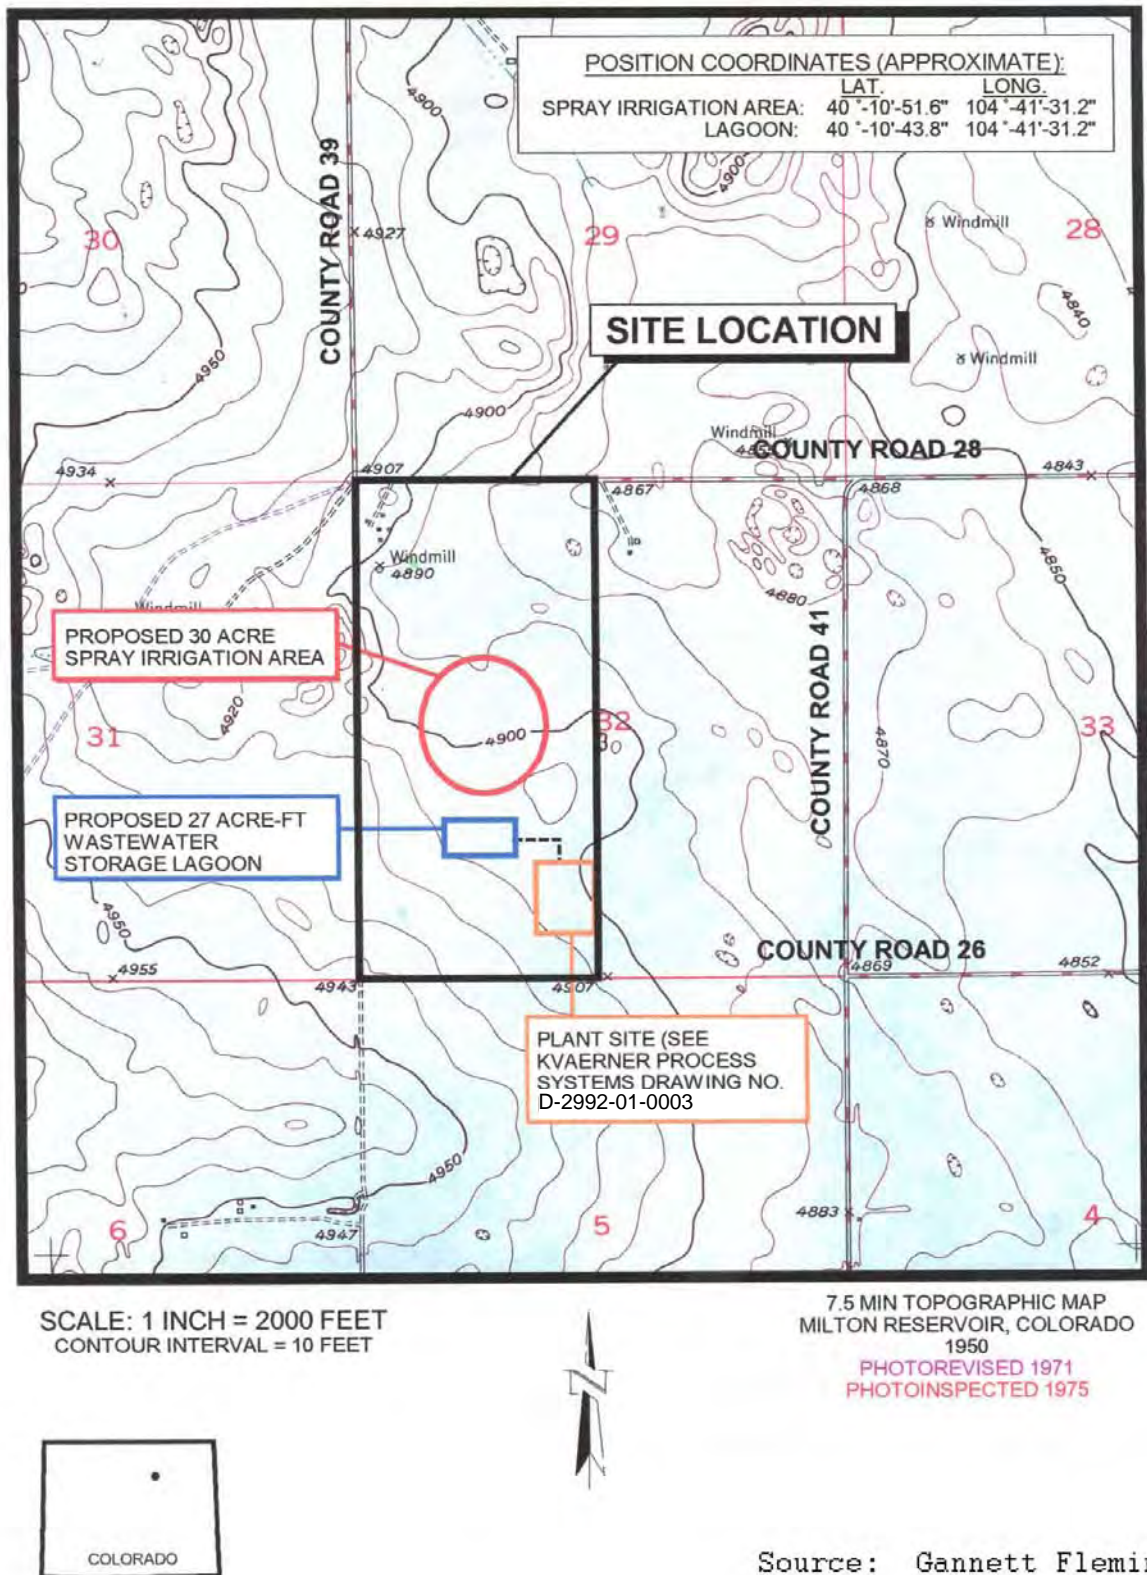 POSITION COORDINATES (APPROXIMATE):
LAT. LONG.
SPRAY IRRIGATION AREA: 40 °-10'-51.6" 104 °-41'-31.2"
LAGOON: 40 °-10'-43.8" 104 °-41'-31.2"
4900
4900
COUNTY ROAD 39
4927
30
29
Windmill
28
4840
SITE LOCATION
4950
Windmill
4900
Windmill
COUNTY ROAD 28
4934
4907
4867
4868
4843
Windmill
4890
4850
4880
Windmill
PROPOSED 30 ACRE
SPRAY IRRIGATION AREA
COUNTY ROAD 41
4920
31
4900
32
4870
33
PROPOSED 27 ACRE-FT
WASTEWATER
STORAGE LAGOON
4950
COUNTY ROAD 26
4955
4943
4907
4869
4852
PLANT SITE (SEE
KVAERNER PROCESS
SYSTEMS DRAWING NO.
D-2992-01-0003
4950
6
4947
5
4883
4
SCALE: 1 INCH = 2000 FEET
CONTOUR INTERVAL = 10 FEET
N
7.5 MIN TOPOGRAPHIC MAP
MILTON RESERVOIR, COLORADO
1950
PHOTOREVISED 1971
PHOTOINSPECTED 1975
COLORADO
Source: Gannett Flemin